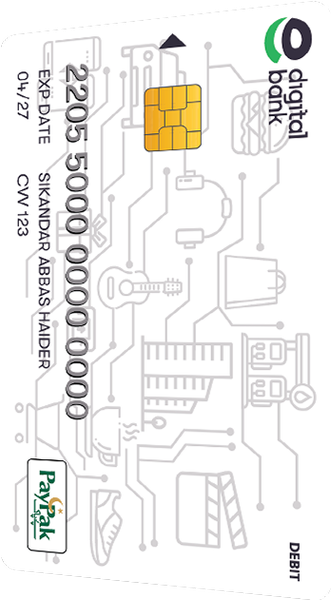 digital
bank
2205 5000 0000 0000
EXP DATE
04/27
SIKANDAR ABBAS HAIDER
CVV 123
PayPak
DEBIT